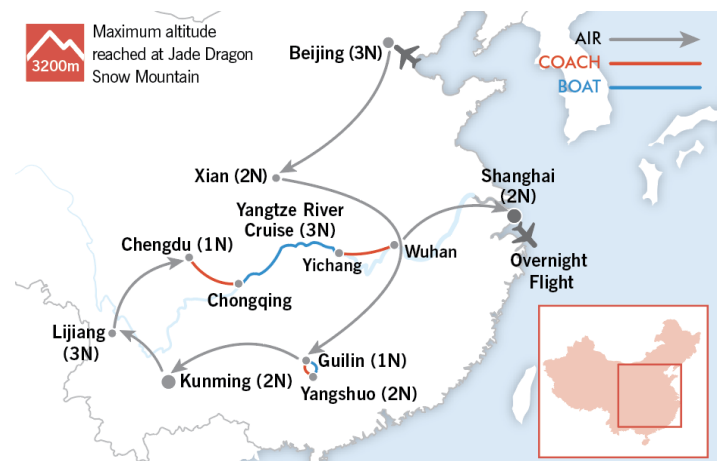 Maximum altitude
reached at Jade Dragon
Snow Mountain
3200m
AIR
COACH
BOAT
Beijing (3N)
Xian (2N)
Shanghai
(2N)
Yangtze River
Cruise (3N)
Chengdu (1N)
Wuhan
Yichang
Overnight
Flight
Chongqing
Lijiang
(3N)
Guilin (1N)
Kunming (2N)
Yangshuo (2N)